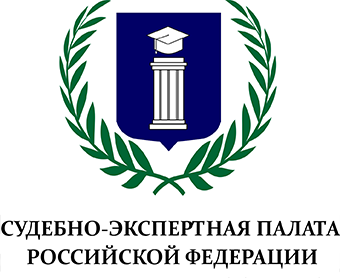 СУДЕБНО-ЭКСПЕРТНАЯ ПАЛАТА
РОССИЙСКОЙ ФЕДЕРАЦИИ